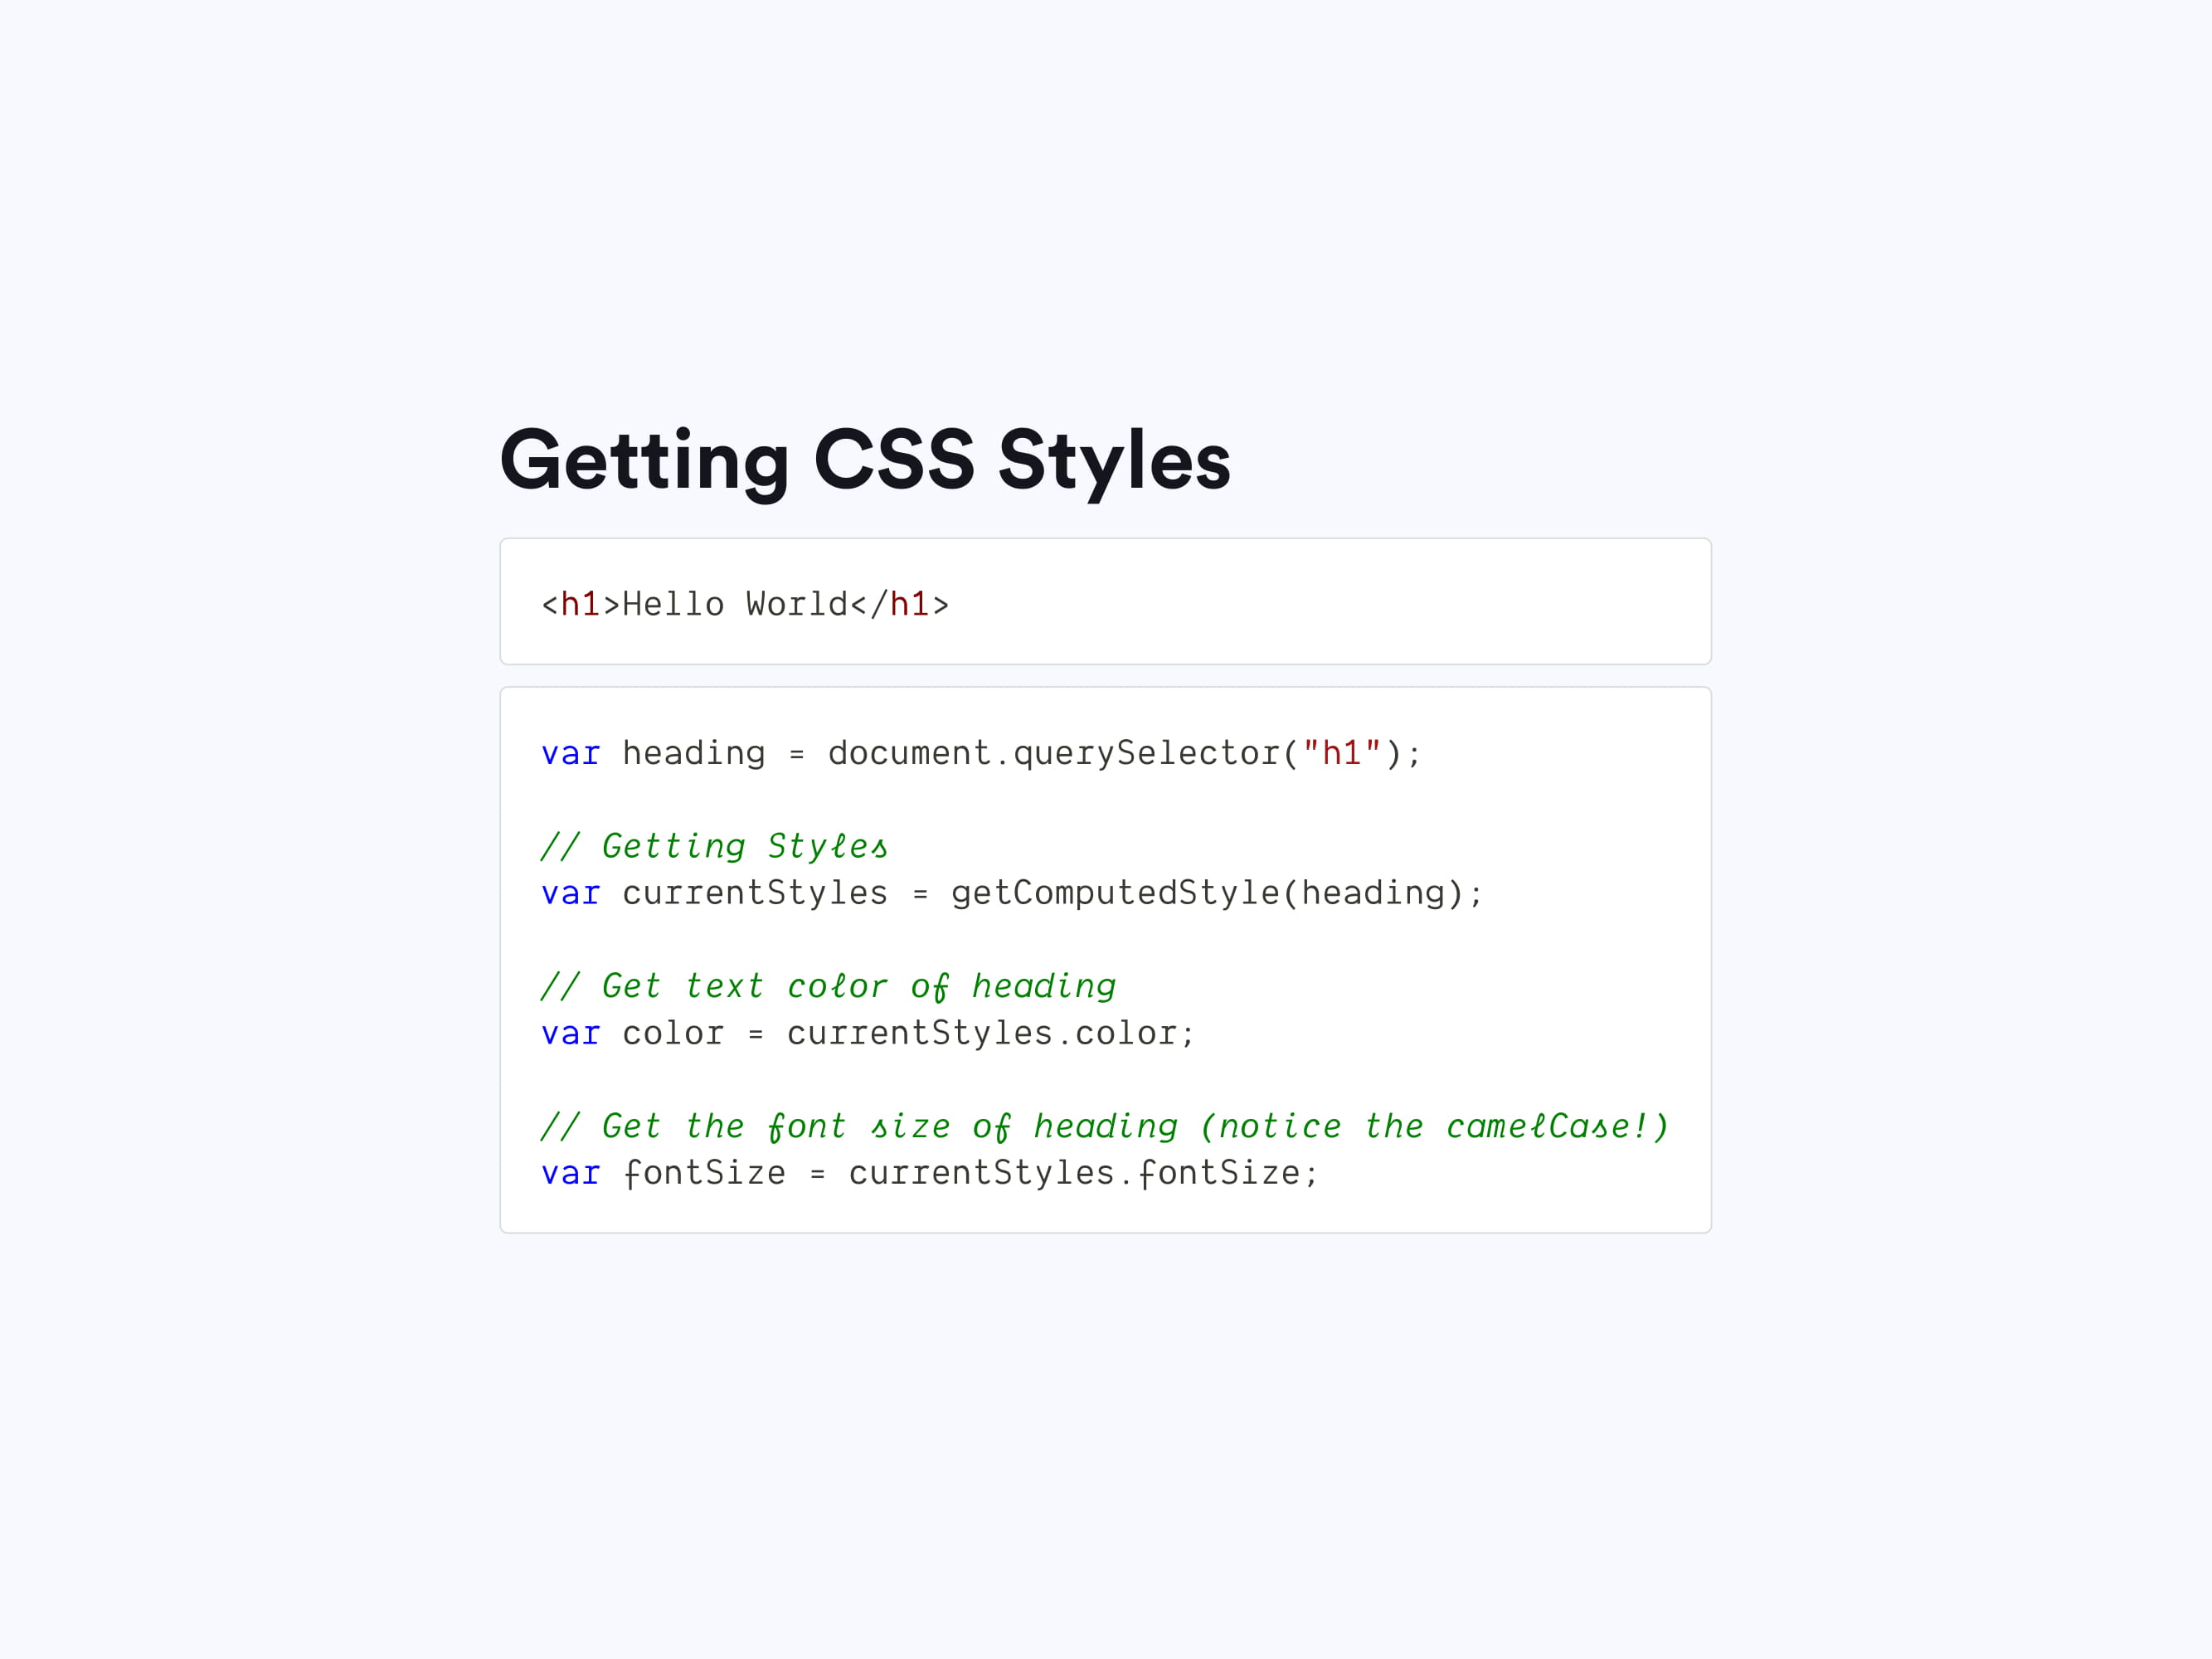 Getting CSS Styles
<h1>Hello World</h1>
var heading = document.querySelector("h1");
// Getting Styles
var currentStyles = getComputedStyle(heading);
// Get text color of heading
var color = currentStyles.color;
// Get the font size of heading (notice the camelCase!)
var fontSize = currentStyles.fontSize;